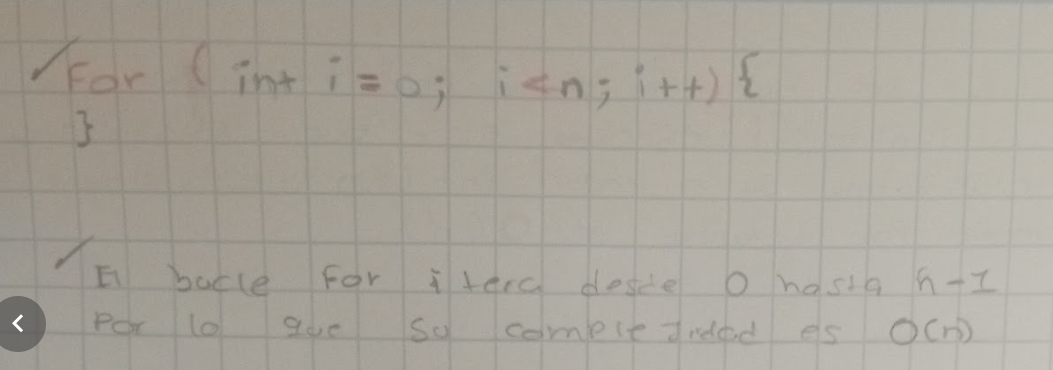 For ( int i = 0; i < n; i++) {
}
El bucle for itera desde 0 hasta n-1
Por lo que su complejidad es O(n)